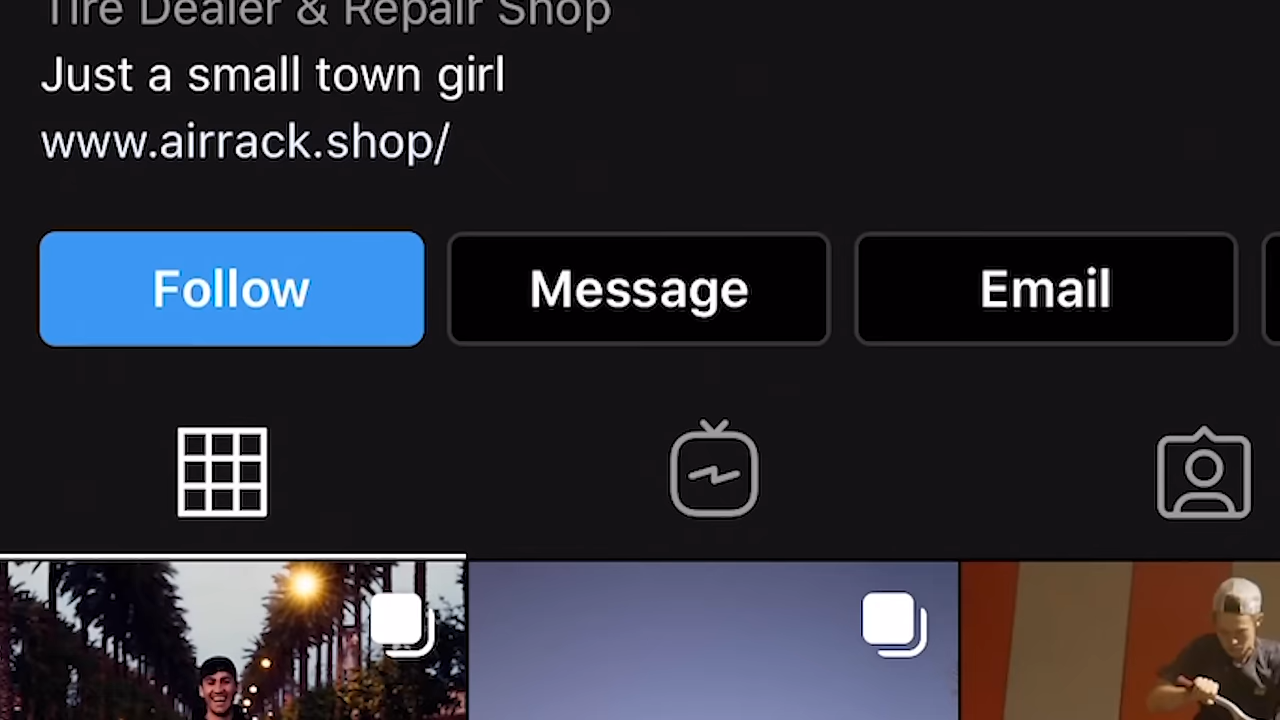 Tire Dealer & Repair Shop
Just a small town girl
www.airrack.shop/
Follow
Message
Email